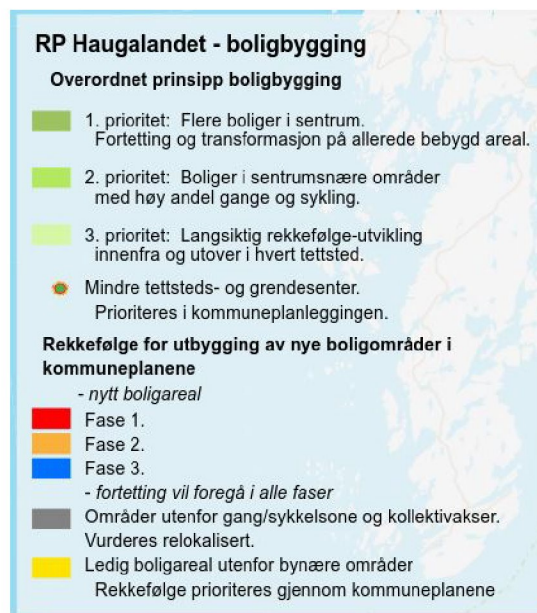 RP Haugalandet - boligbygging
Overordnet prinsipp boligbygging
1. prioritet: Flere boliger i sentrum.
Fortetting og transformasjon på allerede bebygd areal.
2. prioritet: Boliger i sentrumsnære områder
med høy andel gange og sykling.
3. prioritet: Langsiktig rekkefølge-utvikling
innenfra og utover i hvert tettsted.
Mindre tettsteds- og grendesenter.
Prioriteres i kommuneplanleggingen.
Rekkefølge for utbygging av nye boligområder i
kommuneplanene
- nytt boligareal
Fase 1.
Fase 2.
Fase 3.
- fortetting vil foregå i alle faser
Områder utenfor gang/sykkelsone og kollektivakser.
Vurderes relokalisert.
Ledig boligareal utenfor bynære områder
Rekkefølge prioriteres gjennom kommuneplanene